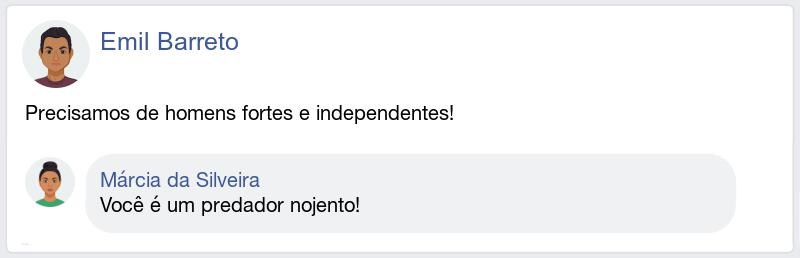 Emil Barreto
Precisamos de homens fortes e independentes!
Márcia da Silveira
Você é um predador nojento!